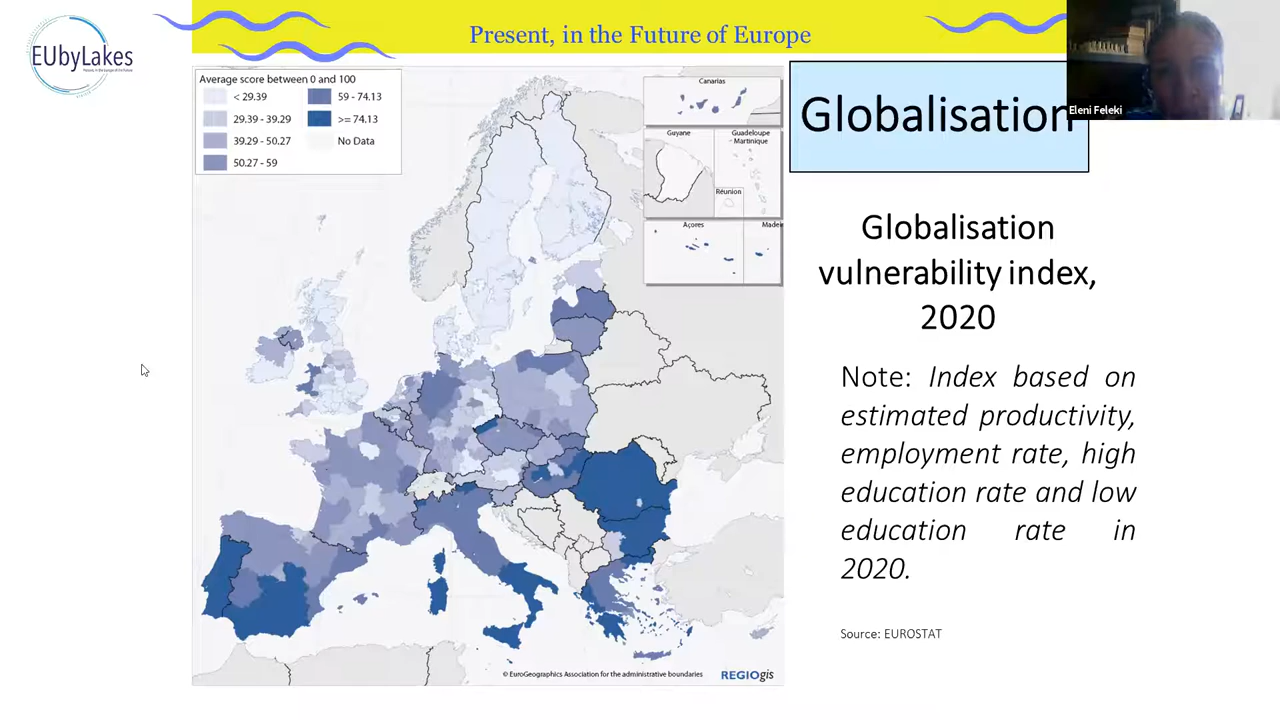 EUbyLakes
Present, in the Future of Europe
Eleni Feleki
Average score between 0 and 100
< 29.39
29.39 - 39.29
39.29 - 50.27
50.27 - 59
59 - 74.13
>= 74.13
No Data
Canarias
Guyane
Guadeloupe
Martinique
Réunion
Açores
Madei
© EuroGeographics Association for the administrative boundaries
REGIOgis
Globalisation
Globalisation
vulnerability index,
2020
Note: Index based on
estimated productivity,
employment rate, high
education rate and low
education rate in
2020.
Source: EUROSTAT